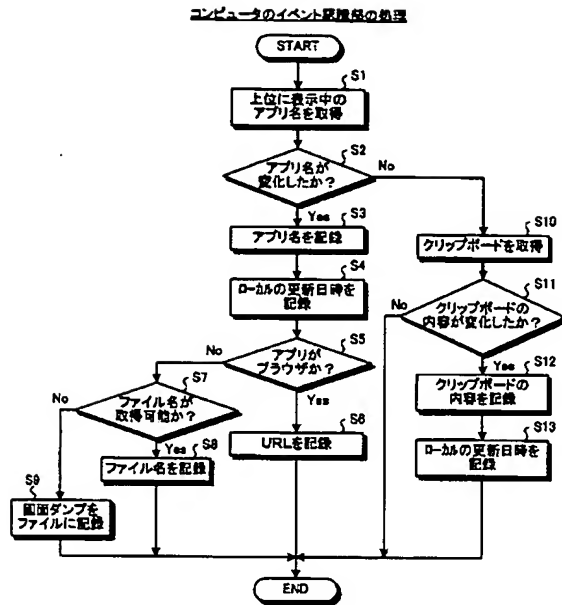 コンピュータのイベント認識部の処理
START
S1
上位に表示中の
アプリ名を取得
S2
アプリ名が
変化したか?
No
Yes
S3
アプリ名を記録
S10
クリップボードを取得
S4
ローカルの更新日時を
記録
S11
No
クリップボードの
内容が変化したか?
S5
No
アプリが
ブラウザか?
S7
No
ファイル名が
取得可能か?
Yes
S12
クリップボードの
内容を記録
Yes
S6
URLを記録
Yes
S8
ファイル名を記録
S13
ローカルの更新日時を
記録
S9
画面ダンプを
ファイルに記録
END